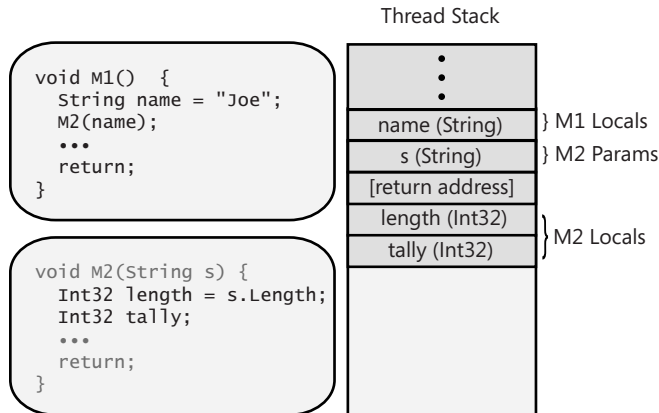 Thread Stack
void M1()  {
String name = "Joe";
M2(name);
•••
return;
}
void M2(String s) {
Int32 length = s.Length;
Int32 tally;
•••
return;
}
•
•
•
name (String)
} M1 Locals
s (String)
} M2 Params
[return address]
length (Int32)
tally (Int32)
} M2 Locals